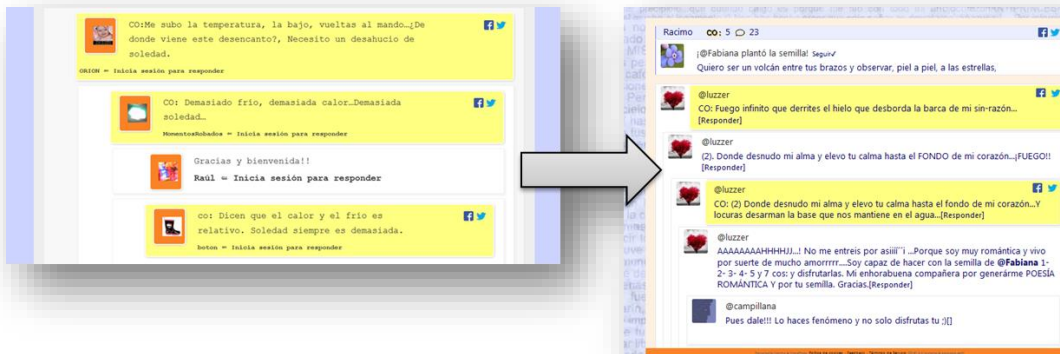 CO:Me subo la temperatura, la bajo, vueltas al mando…¡De
donde viene este desencanto?, Necesito un desahucio de
soledad.
ORION ← Inicia sesión para responder
CO: Demasiado frío, demasiada calor…Demasiada
soledad…
MomentosRobados ← Inicia sesión para responder
Gracias y bienvenida!!
Raúl ← Inicia sesión para responder
co: Dicen que el calor y el frío es
relativo. Soledad siempre es demasiada.
boton ← Inicia sesión para responder
Racimo CO: 5 23
¡@Fabiana plantó la semilla! Seguir✓
Quiero ser un volcán entre tus brazos y observar, piel a piel, a las estrellas,
@luzzer
CO: Fuego infinito que derrites el hielo que desborda la barca de mi sin-razón…
[Responder]
@luzzer
(2). Donde desnudo mi alma y elevo tu calma hasta el FONDO de mi corazón…¡FUEGO!!
[Responder]
@luzzer
CO: (2) Donde desnudo mi alma y elevo tu calma hasta el fondo de mi corazón…Y
locuras desarman la base que nos mantiene en el agua…[Responder]
@luzzer
AAAAAAAHHHHJJ…! No me entreis por asiiï¨i …Porque soy muy romántica y vivo
por suerte de mucho amorrrrr….Soy capaz de hacer con la semilla de @Fabiana 1-
2- 3- 4- 5 y 7 cos: y disfrutarlas. Mi enhorabuena compañera por generárme POESÍA
ROMÁNTICA Y por tu semilla. Gracias.[Responder]
@campillana
Pues dale!!! Lo haces fenómeno y no solo disfrutas tu ;)[]